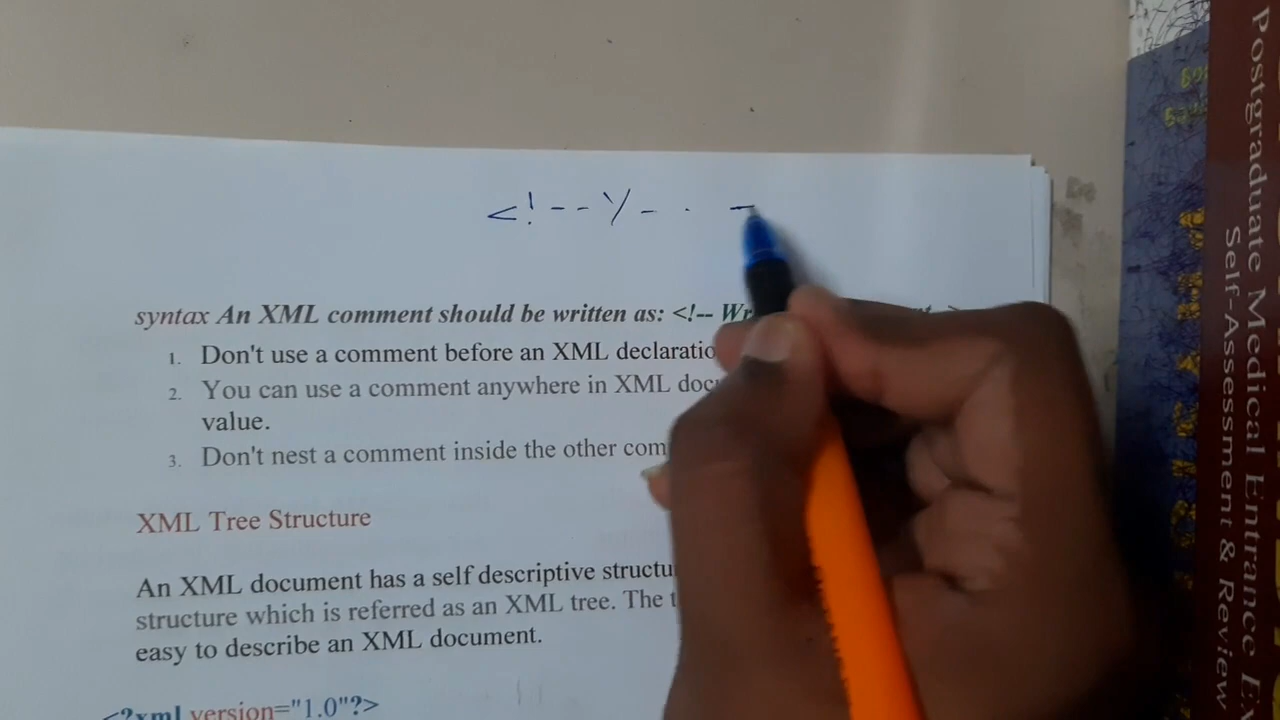 <!--Y- . -
syntax An XML comment should be written as: <!-- Wr
1. Don't use a comment before an XML declaratio
2. You can use a comment anywhere in XML docu
value.
3. Don't nest a comment inside the other com
XML Tree Structure
An XML document has a self descriptive structu
structure which is referred as an XML tree. The t
easy to describe an XML document.
<?xml version="1.0"?>
Postgraduate Medical Entrance Ex
Self-Assessment & Review